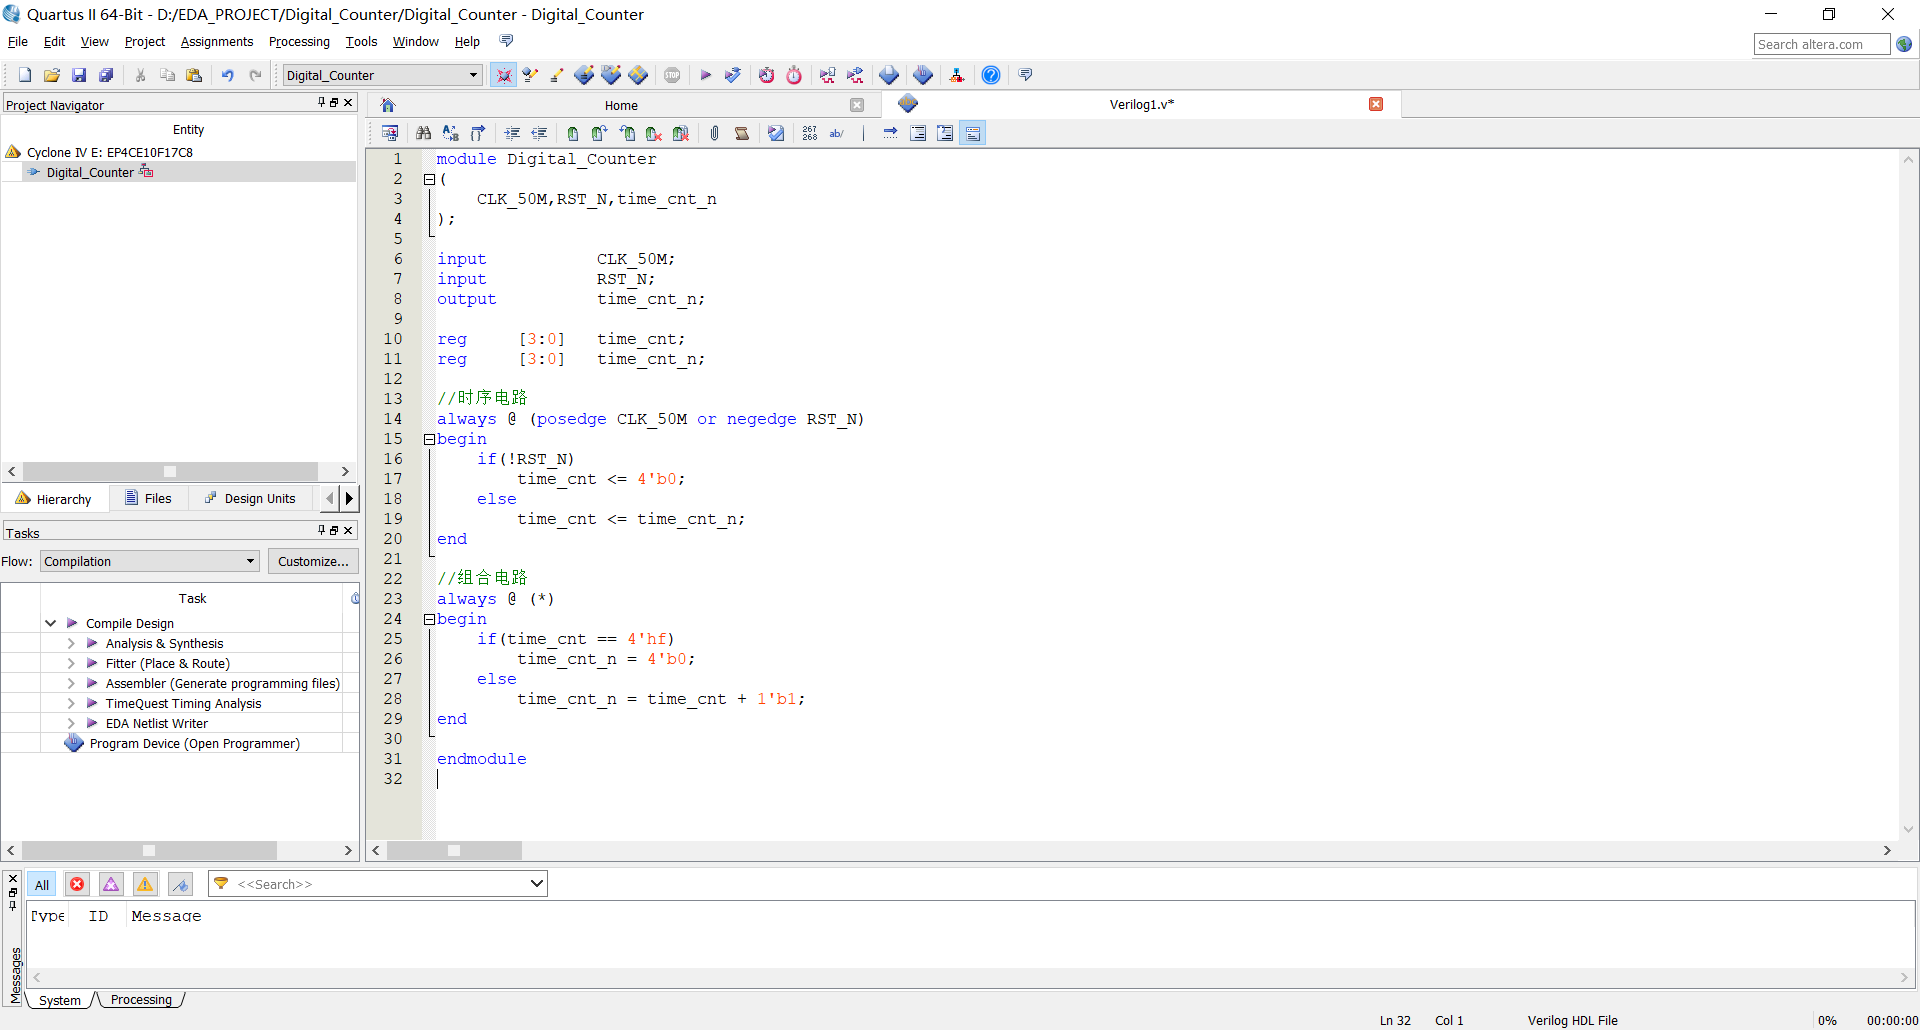 Quartus II 64-Bit - D:/EDA_PROJECT/Digital_Counter/Digital_Counter - Digital_Counter
File Edit View Project Assignments Processing Tools Window Help
Search altera.com
Digital_Counter
STOP
Project Navigator
Entity
Cyclone IV E: EP4CE10F17C8
Digital_Counter
Hierarchy Files Design Units
Tasks
Flow: Compilation Customize...
Task
Compile Design
Analysis & Synthesis
Fitter (Place & Route)
Assembler (Generate programming files)
TimeQuest Timing Analysis
EDA Netlist Writer
Program Device (Open Programmer)
Home Verilog1.v*
267
268 ab/
1 module Digital_Counter
2 (
3 CLK_50M,RST_N,time_cnt_n
4 );
5
6 input CLK_50M;
7 input RST_N;
8 output time_cnt_n;
9
10 reg [3:0] time_cnt;
11 reg [3:0] time_cnt_n;
12
13 //时序电路
14 always @ (posedge CLK_50M or negedge RST_N)
15 begin
16 if(!RST_N)
17 time_cnt <= 4'b0;
18 else
19 time_cnt <= time_cnt_n;
20 end
21
22 //组合电路
23 always @ (*)
24 begin
25 if(time_cnt == 4'hf)
26 time_cnt_n = 4'b0;
27 else
28 time_cnt_n = time_cnt + 1'b1;
29 end
30
31 endmodule
32
All <<Search>>
Type ID Message
Messages
System Processing
Ln 32 Col 1 Verilog HDL File 0% 00:00:00